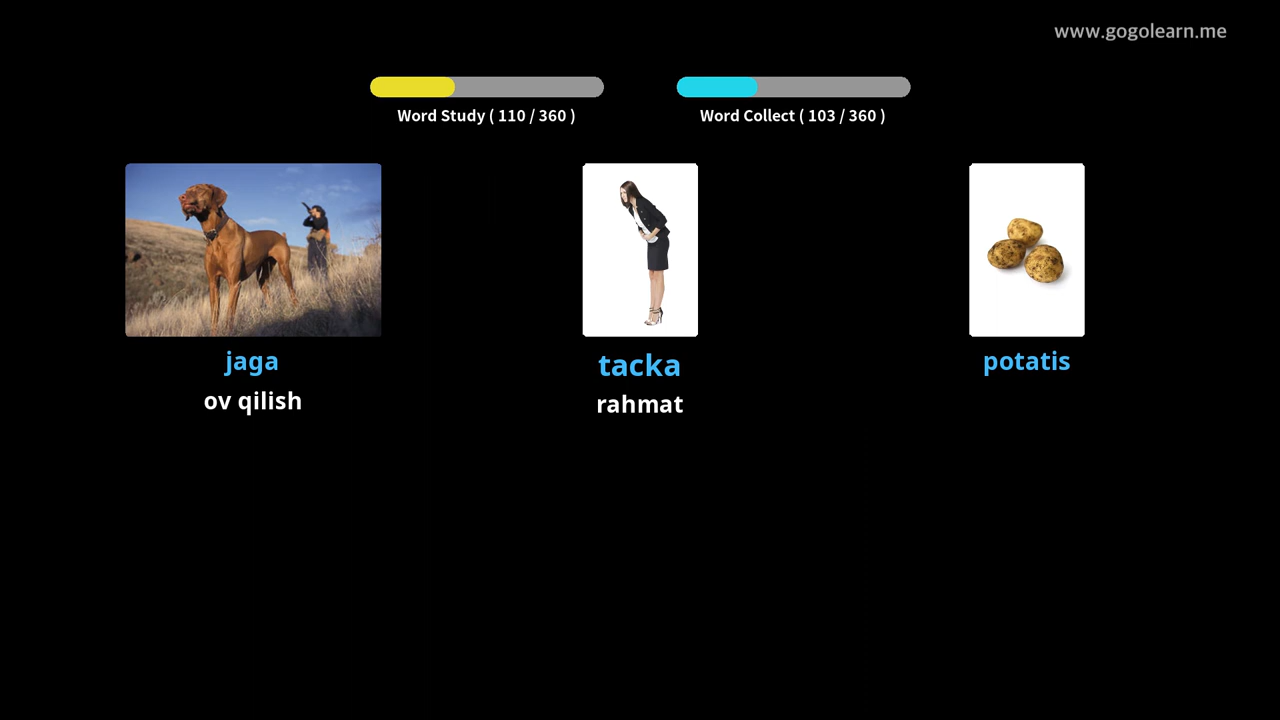 www.gogolearn.me
Word Study ( 110 / 360 )
Word Collect ( 103 / 360 )
jaga
tacka
potatis
ov qilish
rahmat